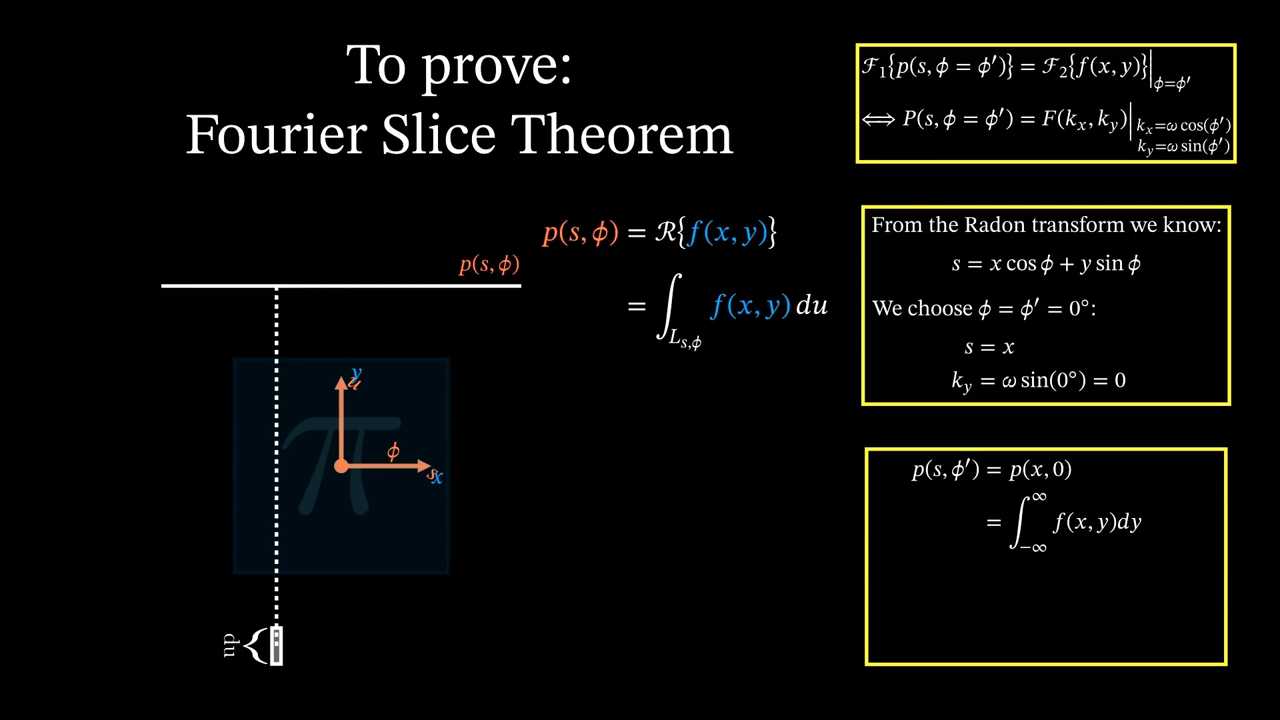 To prove:
Fourier Slice Theorem
ℱ₁{p(s, ϕ = ϕ′)} = ℱ₂{f(x, y)}|_{ϕ=ϕ′}
⟺ P(s, ϕ = ϕ′) = F(kₓ, k_y)|_{kₓ=ω cos(ϕ′) k_y=ω sin(ϕ′)}
p(s, ϕ) = ℛ{f(x, y)}
= ∫_{L_{s,ϕ}} f(x, y) du
From the Radon transform we know:
s = x cos ϕ + y sin ϕ
We choose ϕ = ϕ′ = 0°:
s = x
k_y = ω sin(0°) = 0
p(s, ϕ′) = p(x, 0)
= ∫_{−∞}^{∞} f(x, y)dy
p(s, ϕ)
y
u
ϕ
s
x
du
π